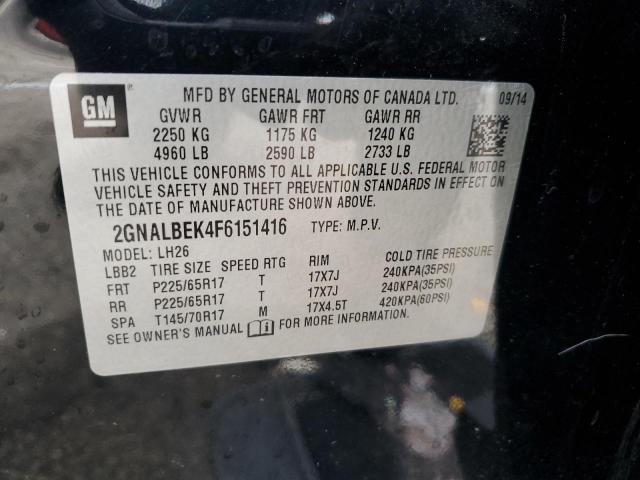 GM
MFD BY GENERAL MOTORS OF CANADA LTD. 09/14
GVWR GAWR FRT GAWR RR
2250 KG 1175 KG 1240 KG
4960 LB 2590 LB 2733 LB
THIS VEHICLE CONFORMS TO ALL APPLICABLE U.S. FEDERAL MOTOR
VEHICLE SAFETY AND THEFT PREVENTION STANDARDS IN EFFECT ON
THE DATE OF MANUFACTURE SHOWN ABOVE.
2GNALBEK4F6151416 TYPE: M.P.V.
MODEL: LH26
LBB2 TIRE SIZE SPEED RTG RIM COLD TIRE PRESSURE
FRT P225/65R17 T 17X7J 240KPA(35PSI)
RR P225/65R17 T 17X7J 240KPA(35PSI)
SPA T145/70R17 M 17X4.5T 420KPA(60PSI)
SEE OWNER'S MANUAL FOR MORE INFORMATION.